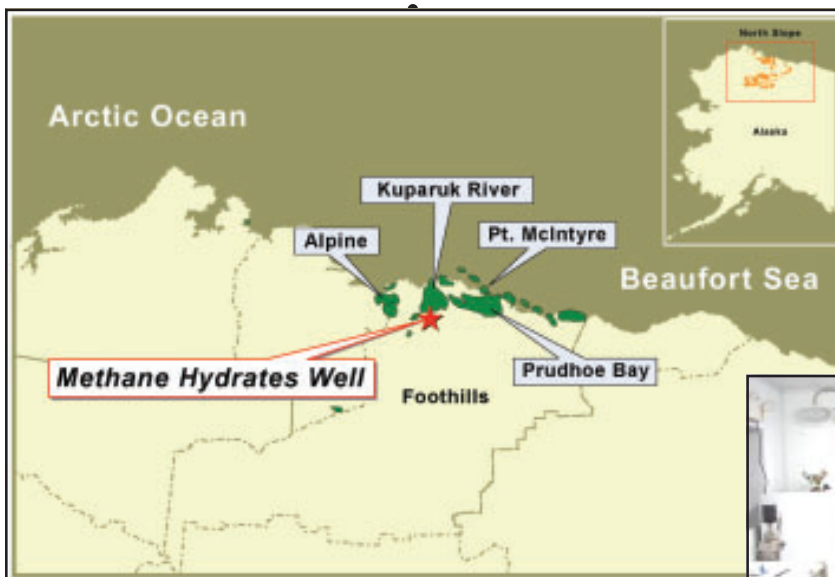 North Slope
Alaska
Arctic Ocean
Kuparuk River
Alpine
Pt. McIntyre
Beaufort Sea
Methane Hydrates Well
Prudhoe Bay
Foothills